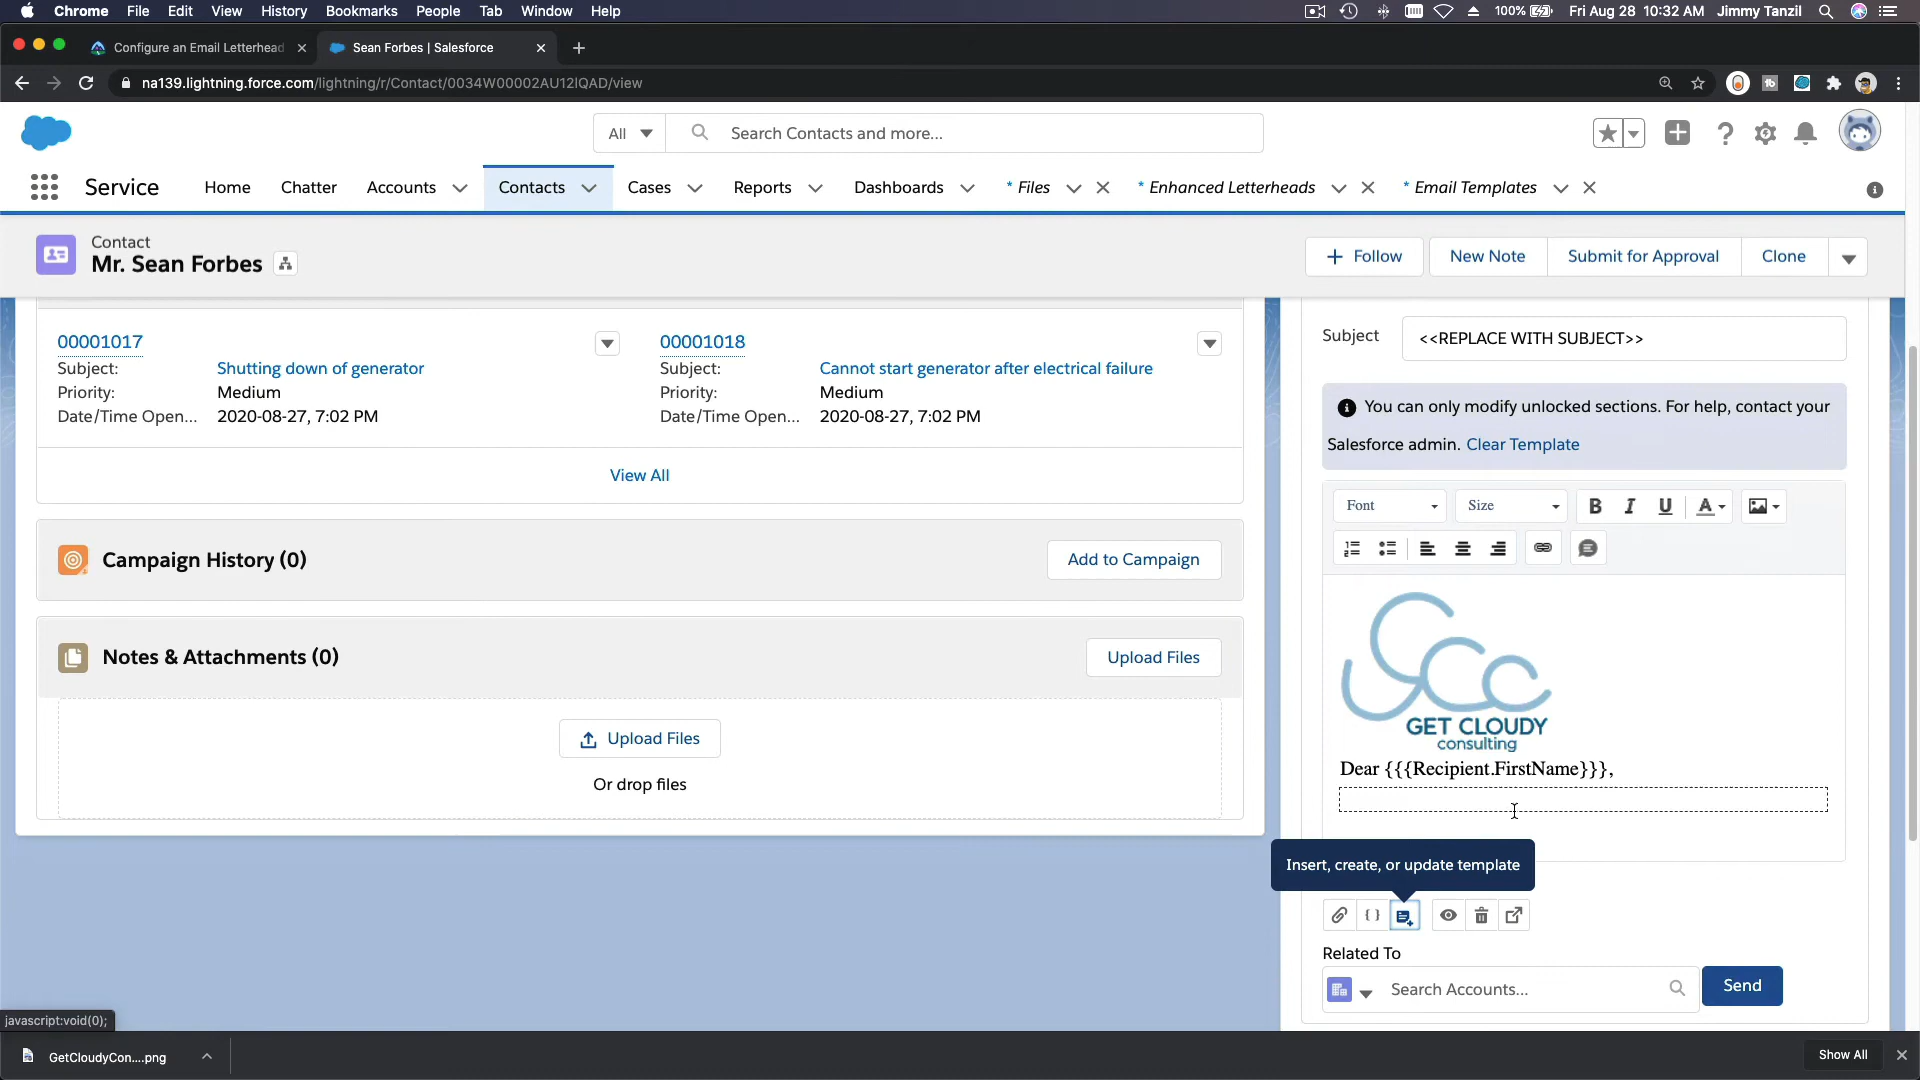 Chrome File Edit View History Bookmarks People Tab Window Help 100% Fri Aug 28 10:32 AM Jimmy Tanzil
Configure an Email Letterhead Sean Forbes | Salesforce
na139.lightning.force.com/lightning/r/Contact/0034W00002AU12lQAD/view
All Search Contacts and more...
Service Home Chatter Accounts Contacts Cases Reports Dashboards * Files * Enhanced Letterheads * Email Templates
Contact
Mr. Sean Forbes
Follow New Note Submit for Approval Clone
00001017
Subject: Shutting down of generator
Priority: Medium
Date/Time Open... 2020-08-27, 7:02 PM
00001018
Subject: Cannot start generator after electrical failure
Priority: Medium
Date/Time Open... 2020-08-27, 7:02 PM
View All
Campaign History (0)
Add to Campaign
Notes & Attachments (0)
Upload Files
Upload Files
Or drop files
Subject <<REPLACE WITH SUBJECT>>
You can only modify unlocked sections. For help, contact your
Salesforce admin. Clear Template
Font Size B I U A
GET CLOUDY
consulting
Dear {{{Recipient.FirstName}}},
Insert, create, or update template
Related To
Search Accounts...
Send
javascript:void(0);
GetCloudyCon....png
Show All